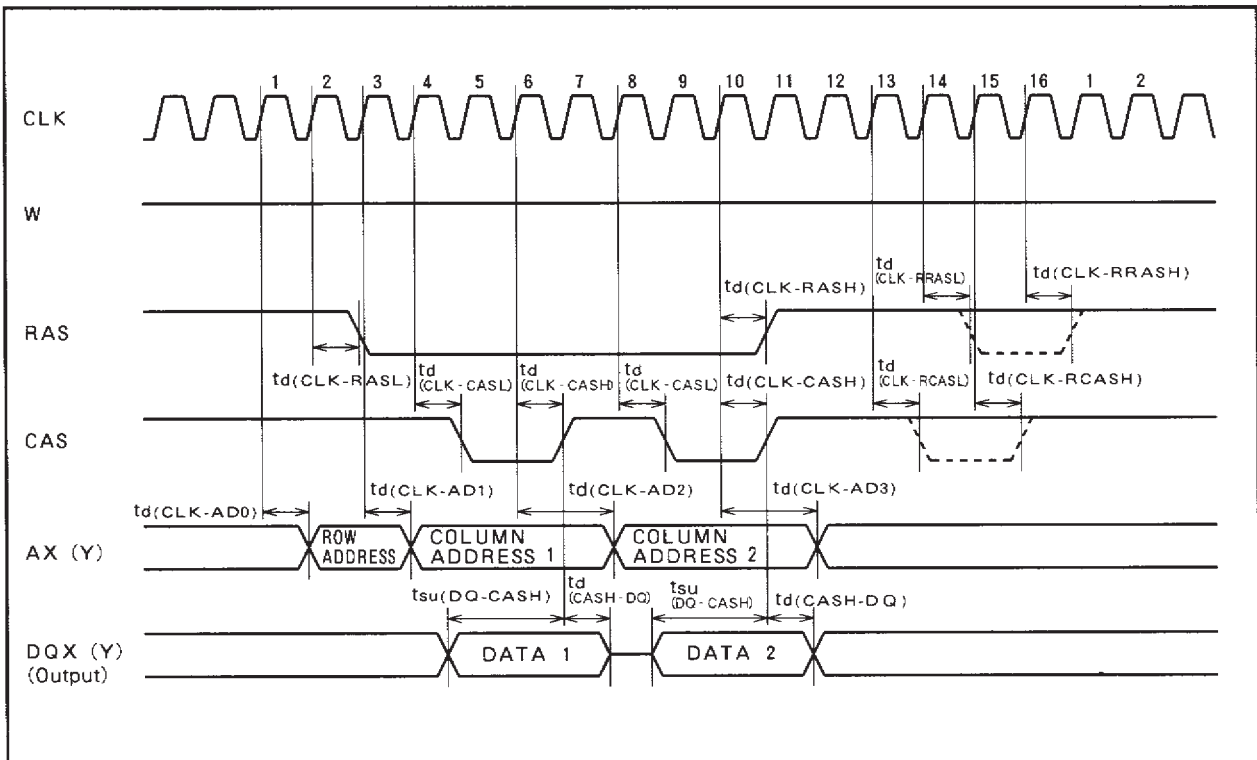 1 2 3 4 5 6 7 8 9 10 11 12 13 14 15 16 1 2
CLK
W
td
(CLK-RRASL)
td(CLK-RASH)
td(CLK-RRASH)
RAS
td(CLK-RASL)
td
(CLK-CASL)
td
(CLK-CASH)
td
(CLK-CASL)
td(CLK-CASH)
td
(CLK-RCASL)
td(CLK-RCASH)
CAS
td(CLK-AD0)
td(CLK-AD1)
td(CLK-AD2)
td(CLK-AD3)
AX (Y)
ROW
ADDRESS
COLUMN
ADDRESS 1
COLUMN
ADDRESS 2
tsu(DQ-CASH)
td
(CASH-DQ)
tsu
(DQ-CASH)
td(CASH-DQ)
DQX (Y)
(Output)
DATA 1
DATA 2